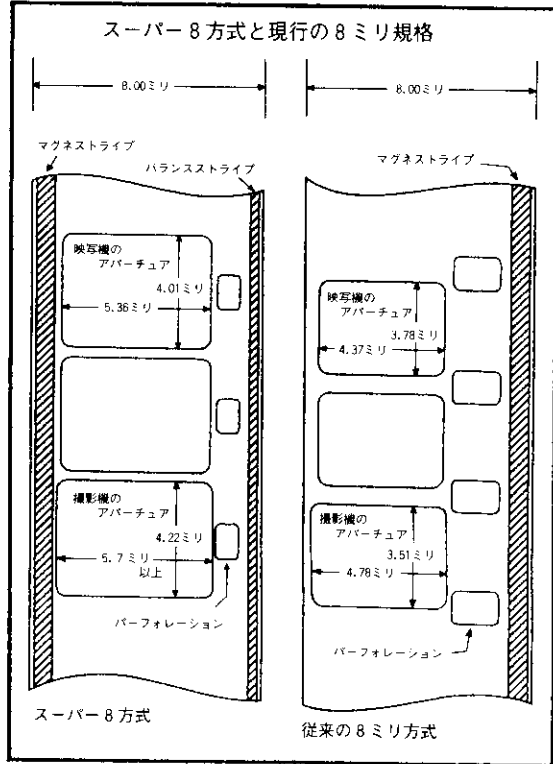 スーパー8方式と現行の8ミリ規格
8.00ミリ
マグネストライプ
バランスストライプ
映写機の
アパーチュア
4.01ミリ
5.36ミリ
撮影機の
アパーチュア
4.22ミリ
5.7ミリ
以上
パーフォレーション
スーパー8方式
8.00ミリ
マグネストライプ
映写機の
アパーチュア
3.78ミリ
4.37ミリ
撮影機の
アパーチュア
3.51ミリ
4.78ミリ
パーフォレーション
従来の8ミリ方式